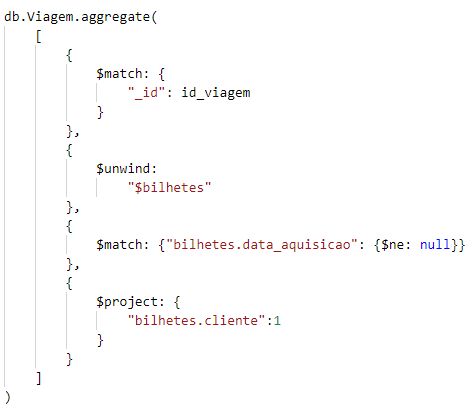 db.Viagem.aggregate(
    [
        {
            $match: {
                "_id": id_viagem
            }
        },
        {
            $unwind:
                "$bilhetes"
        },
        {
            $match: {"bilhetes.data_aquisicao": {$ne: null}}
        },
        {
            $project: {
                "bilhetes.cliente":1
            }
        }
    ]
)